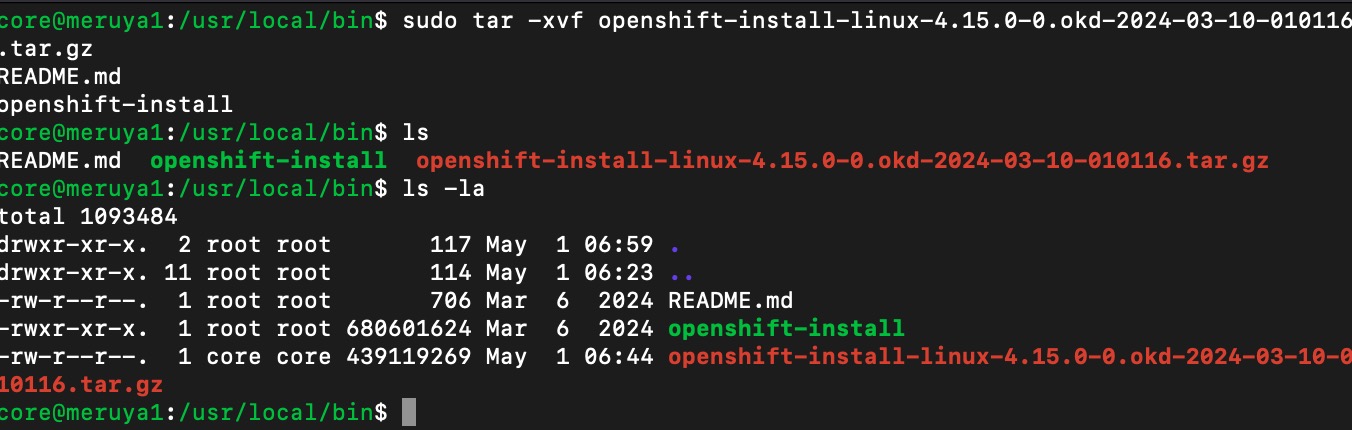 core@meruya1:/usr/local/bin$ sudo tar -xvf openshift-install-linux-4.15.0-0.okd-2024-03-10-010116
.tar.gz
README.md
openshift-install
core@meruya1:/usr/local/bin$ ls
README.md  openshift-install  openshift-install-linux-4.15.0-0.okd-2024-03-10-010116.tar.gz
core@meruya1:/usr/local/bin$ ls -la
total 1093484
drwxr-xr-x.  2 root root       117 May  1 06:59 .
drwxr-xr-x. 11 root root       114 May  1 06:23 ..
-rw-r--r--.  1 root root       706 Mar  6  2024 README.md
-rwxr-xr-x.  1 root root 680601624 Mar  6  2024 openshift-install
-rw-r--r--.  1 core core 439119269 May  1 06:44 openshift-install-linux-4.15.0-0.okd-2024-03-10-0
10116.tar.gz
core@meruya1:/usr/local/bin$